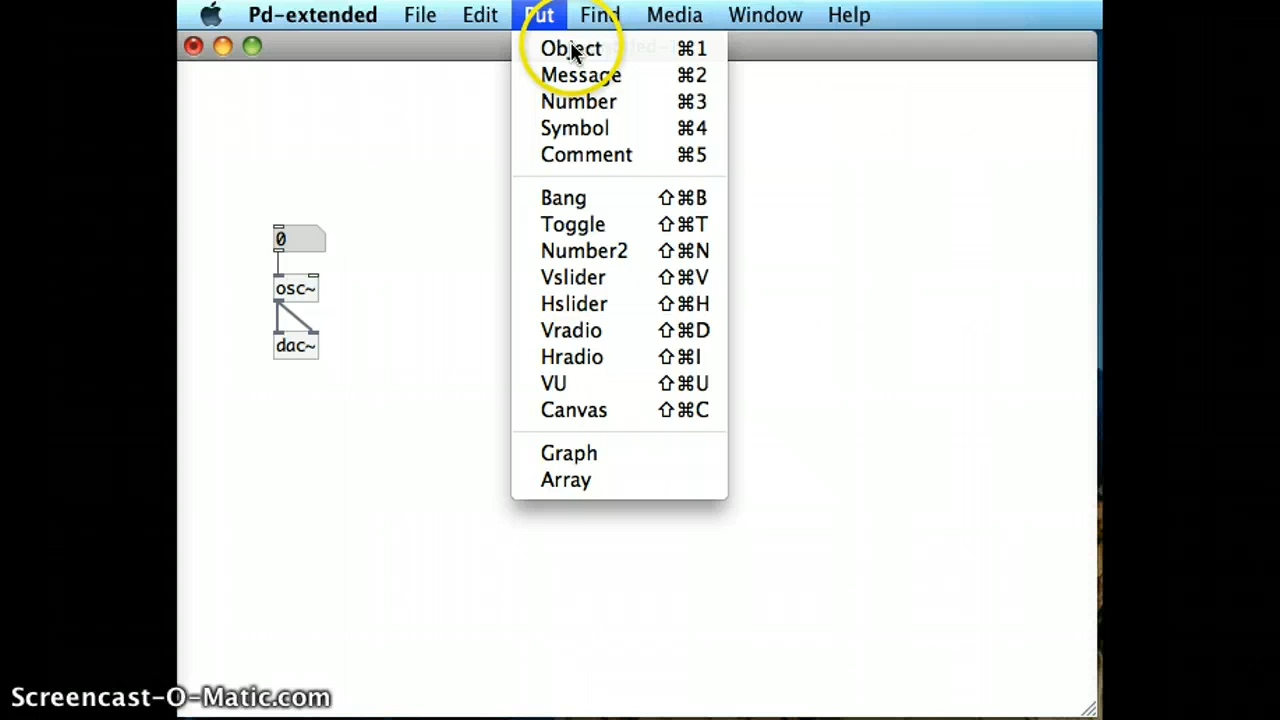 Pd-extended File Edit Put Find Media Window Help
Object ⌘1
Message ⌘2
Number ⌘3
Symbol ⌘4
Comment ⌘5
Bang ⇧⌘B
Toggle ⇧⌘T
Number2 ⇧⌘N
Vslider ⇧⌘V
Hslider ⇧⌘H
Vradio ⇧⌘D
Hradio ⇧⌘I
VU ⇧⌘U
Canvas ⇧⌘C
Graph
Array
0
osc~
dac~
Screencast-O-Matic.com